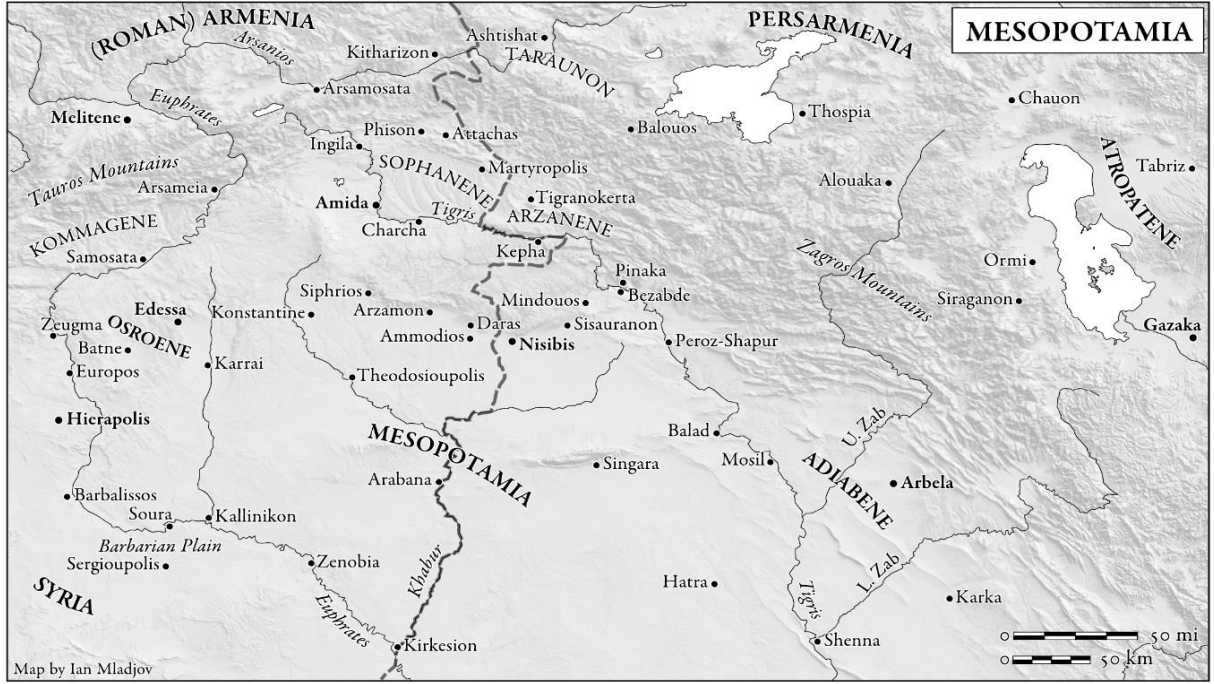 (ROMAN) ARMENIA
PERSARMENIA
MESOPOTAMIA
Ashtishat
Arsanios
Kitharizon
TARAUNON
Arsamosata
Chauon
Euphrates
Thospia
Melitene
Phison
Attachas
Balouos
Ingila
ATROPATENE
Tabriz
Tauros Mountains
SOPHANENE
Martyropolis
Arsameia
Alouaka
Amida
Tigranokerta
Tigris
ARZANENE
KOMMAGENE
Charcha
Kepha
Zagros Mountains
Samosata
Ormi
Pinaka
Siphrios
Mindouos
Bezabde
Siraganon
Edessa
Konstantine
Arzamon
Zeugma
OSROENE
Daras
Sisauranon
Gazaka
Ammodios
Nisibis
Peroz-Shapur
Batne
Karrai
Europos
Theodosioupolis
Hierapolis
U. Zab
MESOPOTAMIA
Balad
Mosil
Singara
ADIABENE
Arabana
Arbela
Barbalissos
Soura
Kallinikon
Barbarian Plain
Sergioupolis
Zenobia
Khabur
L. Zab
SYRIA
Hatra
Tigris
Karka
Euphrates
Kirkesion
Shenna
0 50 mi
0 50 km
Map by Ian Mladjov